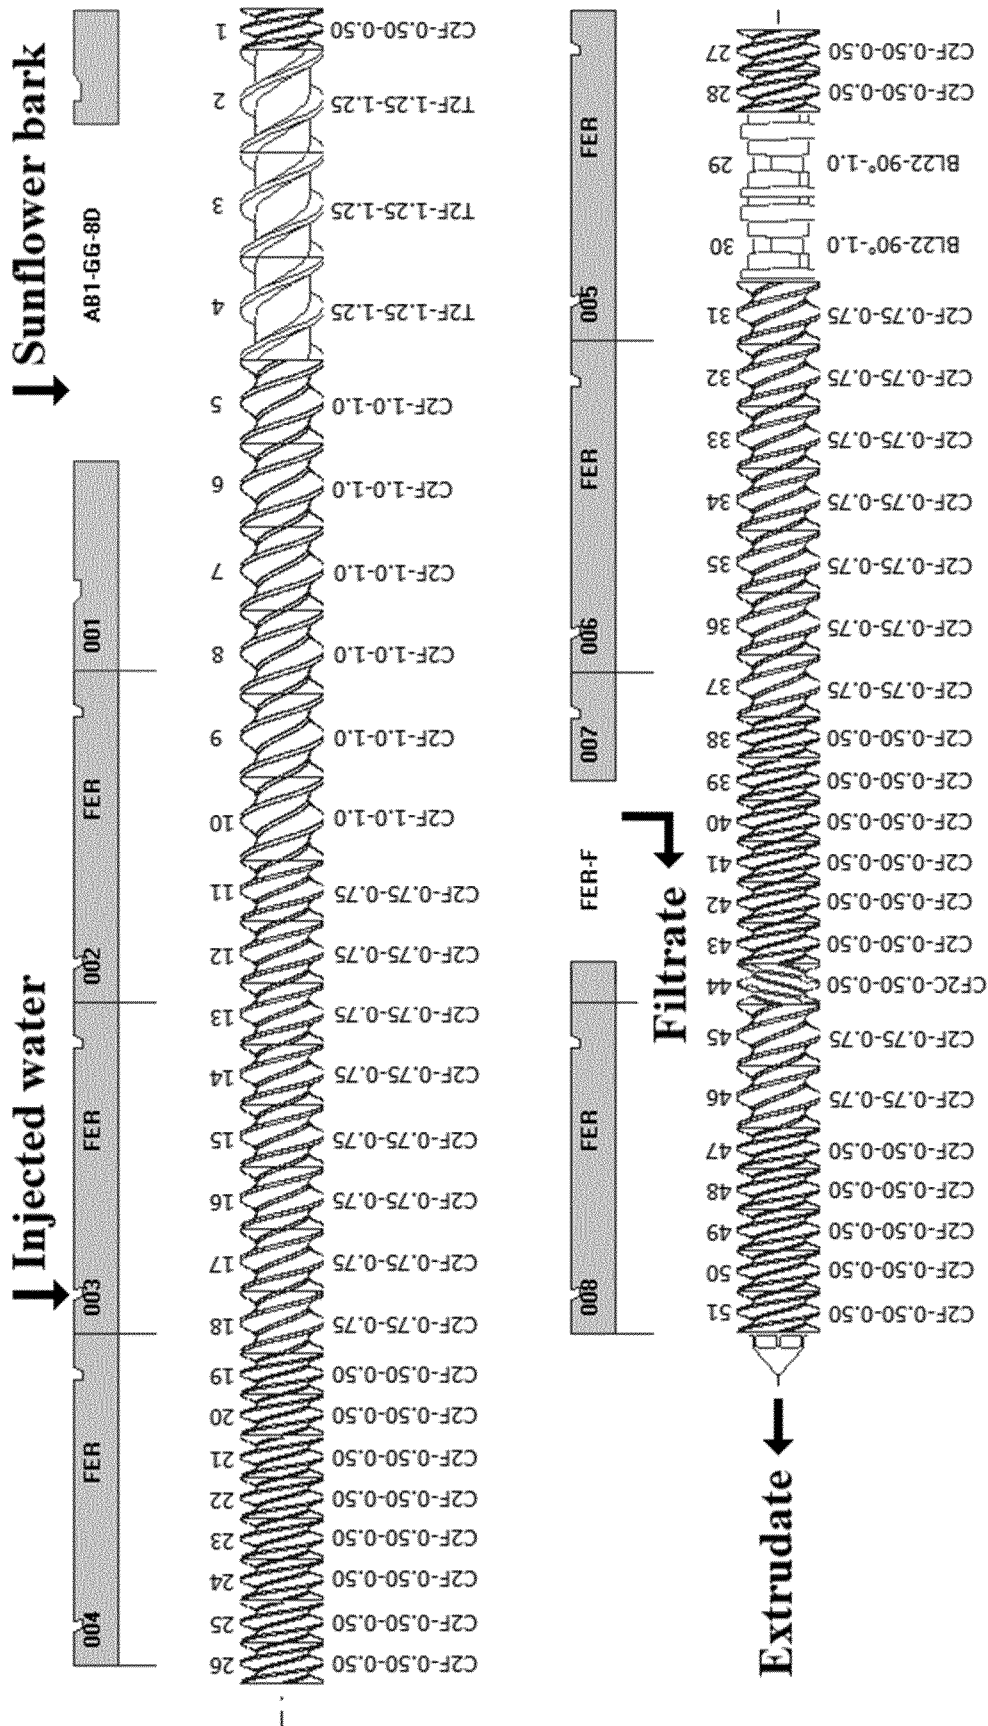 Sunflower bark
Injected water
AB1-GG-8D
001
FER
002
FER
003
FER
004
1 C2F-0.50-0.50
2 T2F-1.25-1.25
3 T2F-1.25-1.25
4 T2F-1.25-1.25
5 C2F-1.0-1.0
6 C2F-1.0-1.0
7 C2F-1.0-1.0
8 C2F-1.0-1.0
9 C2F-1.0-1.0
10 C2F-1.0-1.0
11 C2F-0.75-0.75
12 C2F-0.75-0.75
13 C2F-0.75-0.75
14 C2F-0.75-0.75
15 C2F-0.75-0.75
16 C2F-0.75-0.75
17 C2F-0.75-0.75
18 C2F-0.75-0.75
19 C2F-0.50-0.50
20 C2F-0.50-0.50
21 C2F-0.50-0.50
22 C2F-0.50-0.50
23 C2F-0.50-0.50
24 C2F-0.50-0.50
25 C2F-0.50-0.50
26 C2F-0.50-0.50
FER
005
FER
006
007
FER-F
FER
008
Filtrate
27 C2F-0.50-0.50
28 C2F-0.50-0.50
29 BL22-90°-1.0
30 BL22-90°-1.0
31 C2F-0.75-0.75
32 C2F-0.75-0.75
33 C2F-0.75-0.75
34 C2F-0.75-0.75
35 C2F-0.75-0.75
36 C2F-0.75-0.75
37 C2F-0.75-0.75
38 C2F-0.50-0.50
39 C2F-0.50-0.50
40 C2F-0.50-0.50
41 C2F-0.50-0.50
42 C2F-0.50-0.50
43 C2F-0.50-0.50
44 CF2C-0.50-0.50
45 C2F-0.75-0.75
46 C2F-0.75-0.75
47 C2F-0.50-0.50
48 C2F-0.50-0.50
49 C2F-0.50-0.50
50 C2F-0.50-0.50
51 C2F-0.50-0.50
Extrudate